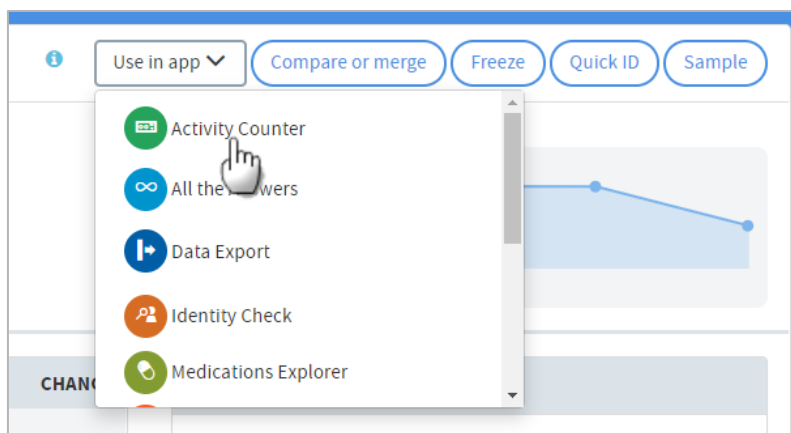 Use in app
Compare or merge
Freeze
Quick ID
Sample
Activity Counter
All the
wers
Data Export
Identity Check
Medications Explorer